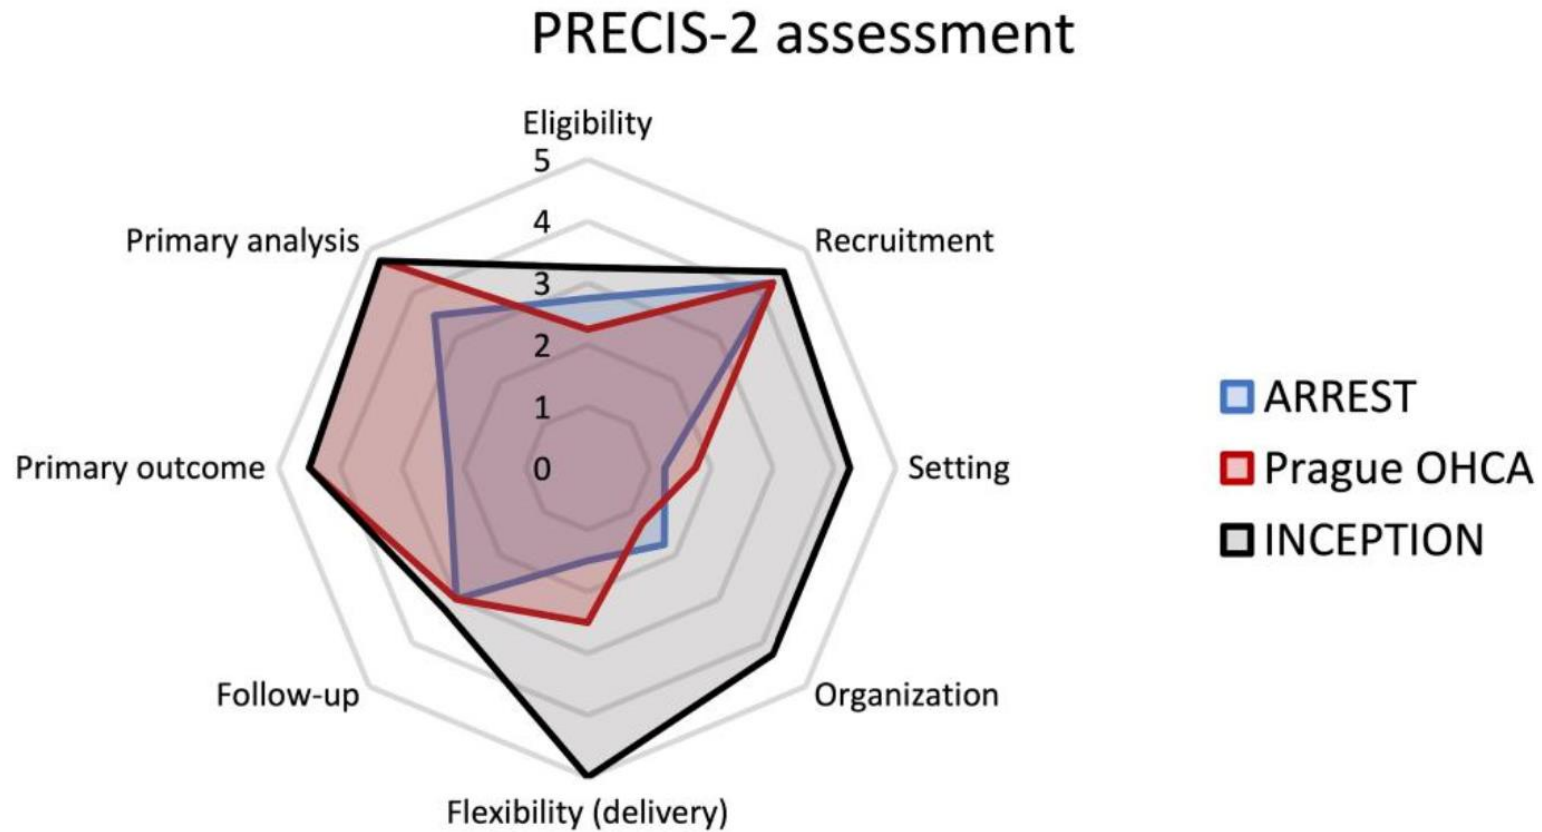 PRECIS-2 assessment
Eligibility
5
4
3
2
1
0
Primary analysis
Recruitment
Primary outcome
Setting
Follow-up
Organization
Flexibility (delivery)
ARREST
Prague OHCA
INCEPTION